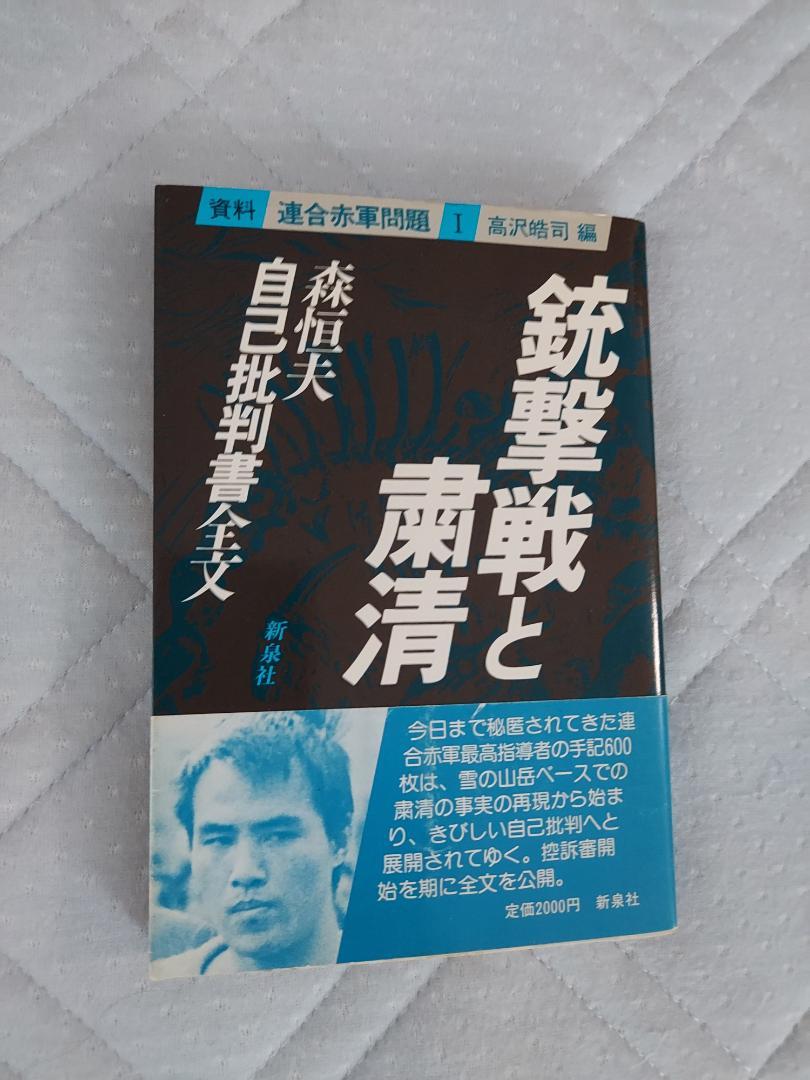 資料 連合赤軍問題 I 高沢皓司 編
銃撃戦と
粛清
森恒夫
自己批判書全文
新泉社
今日まで秘匿されてきた連
合赤軍最高指導者の手記600
枚は、雪の山岳ベースでの
粛清の事実の再現から始ま
り、きびしい自己批判へと
展開されてゆく。控訴審開
始を期に全文を公開。
定価2000円 新泉社